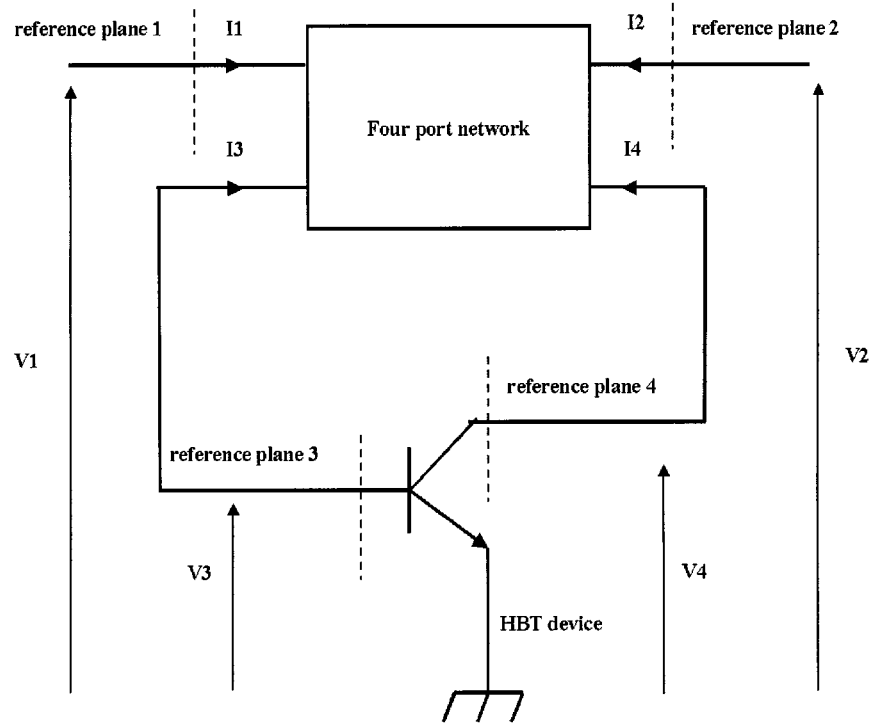 reference plane 1
I1
I2
reference plane 2
Four port network
I3
I4
V1
V2
reference plane 4
reference plane 3
V3
V4
HBT device